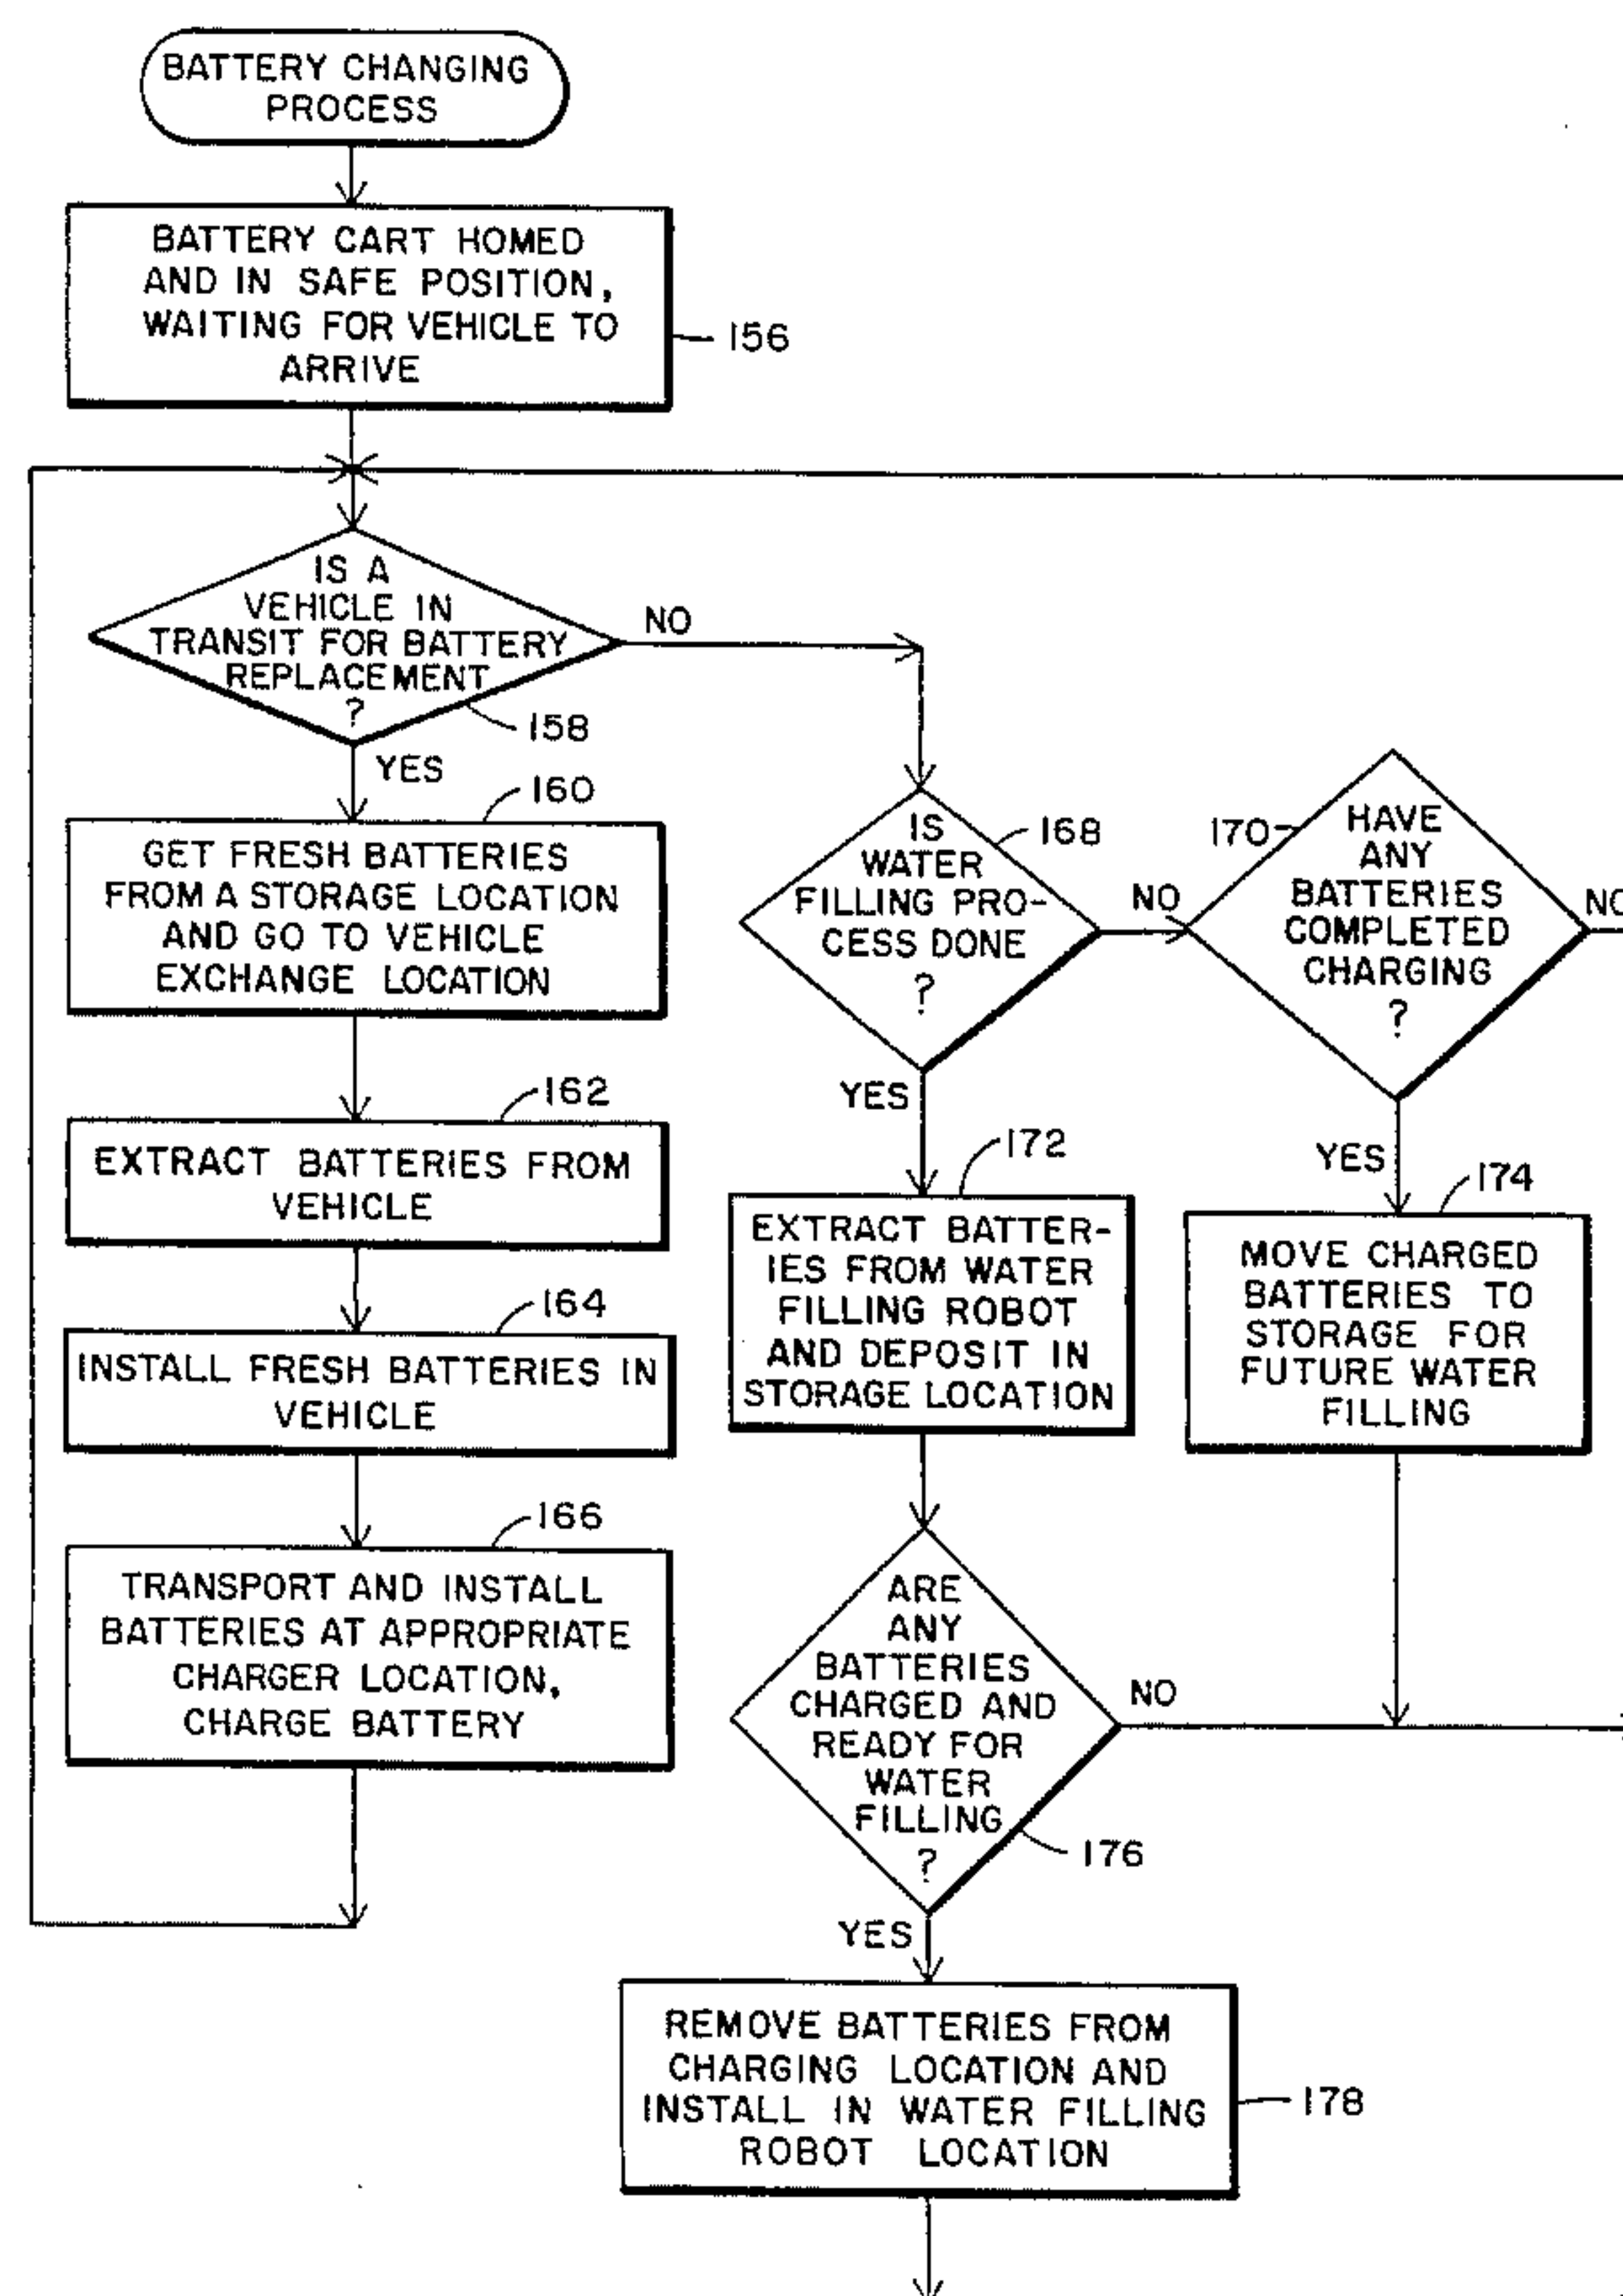 BATTERY CHANGING
PROCESS
BATTERY CART HOMED
AND IN SAFE POSITION,
WAITING FOR VEHICLE TO
ARRIVE
156
IS A
VEHICLE IN
TRANSIT FOR BATTERY
REPLACEMENT
?
158
NO
YES
160
GET FRESH BATTERIES
FROM A STORAGE LOCATION
AND GO TO VEHICLE
EXCHANGE LOCATION
162
EXTRACT BATTERIES FROM
VEHICLE
164
INSTALL FRESH BATTERIES IN
VEHICLE
166
TRANSPORT AND INSTALL
BATTERIES AT APPROPRIATE
CHARGER LOCATION,
CHARGE BATTERY
168
IS
WATER
FILLING PRO-
CESS DONE
?
NO
YES
170
HAVE
ANY
BATTERIES
COMPLETED
CHARGING
?
NO
YES
172
EXTRACT BATTER-
IES FROM WATER
FILLING ROBOT
AND DEPOSIT IN
STORAGE LOCATION
174
MOVE CHARGED
BATTERIES TO
STORAGE FOR
FUTURE WATER
FILLING
ARE
ANY
BATTERIES
CHARGED AND
READY FOR
WATER
FILLING
?
NO
176
YES
REMOVE BATTERIES FROM
CHARGING LOCATION AND
INSTALL IN WATER FILLING
ROBOT LOCATION
178